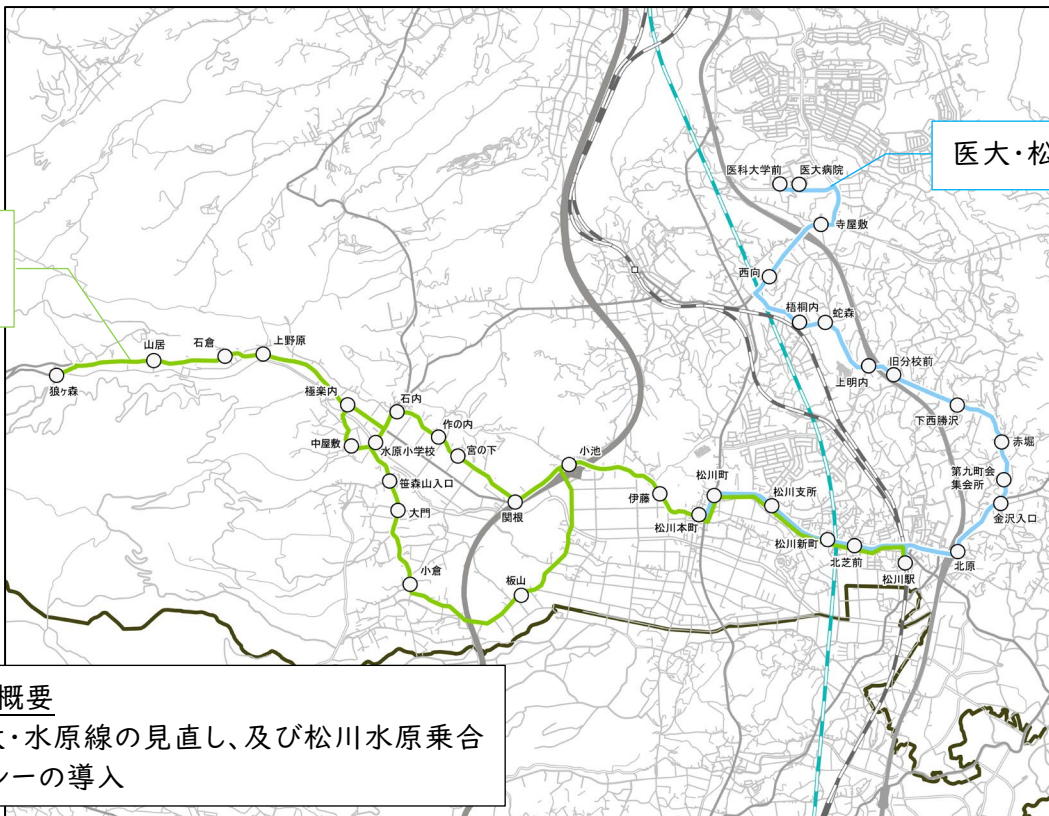 医大・松
医科大学前
医大病院
寺屋敷
西向
梧桐内
蛇森
上明内
旧分校前
下西勝沢
赤堀
第九町会
集会所
金沢入口
北原
狼ヶ森
山居
石倉
上野原
極楽内
石内
中屋敷
水原小学校
作の内
宮の下
笹森山入口
大門
関根
小池
小倉
板山
伊藤
松川本町
松川町
松川支所
松川新町
北芝前
松川駅
概要
・水原線の見直し、及び松川水原乗合
シーの導入